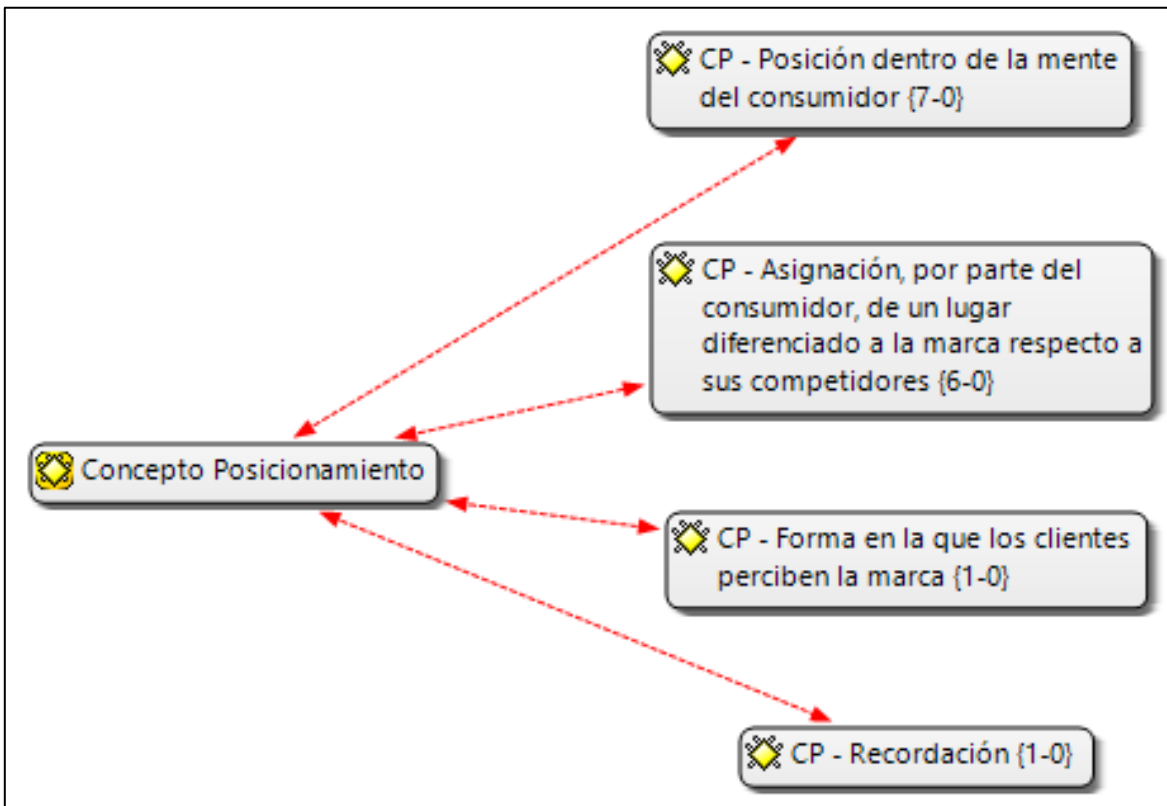 CP - Posición dentro de la mente
del consumidor {7-0}
CP - Asignación, por parte del
consumidor, de un lugar
diferenciado a la marca respecto a
sus competidores {6-0}
Concepto Posicionamiento
CP - Forma en la que los clientes
perciben la marca {1-0}
CP - Recordación {1-0}